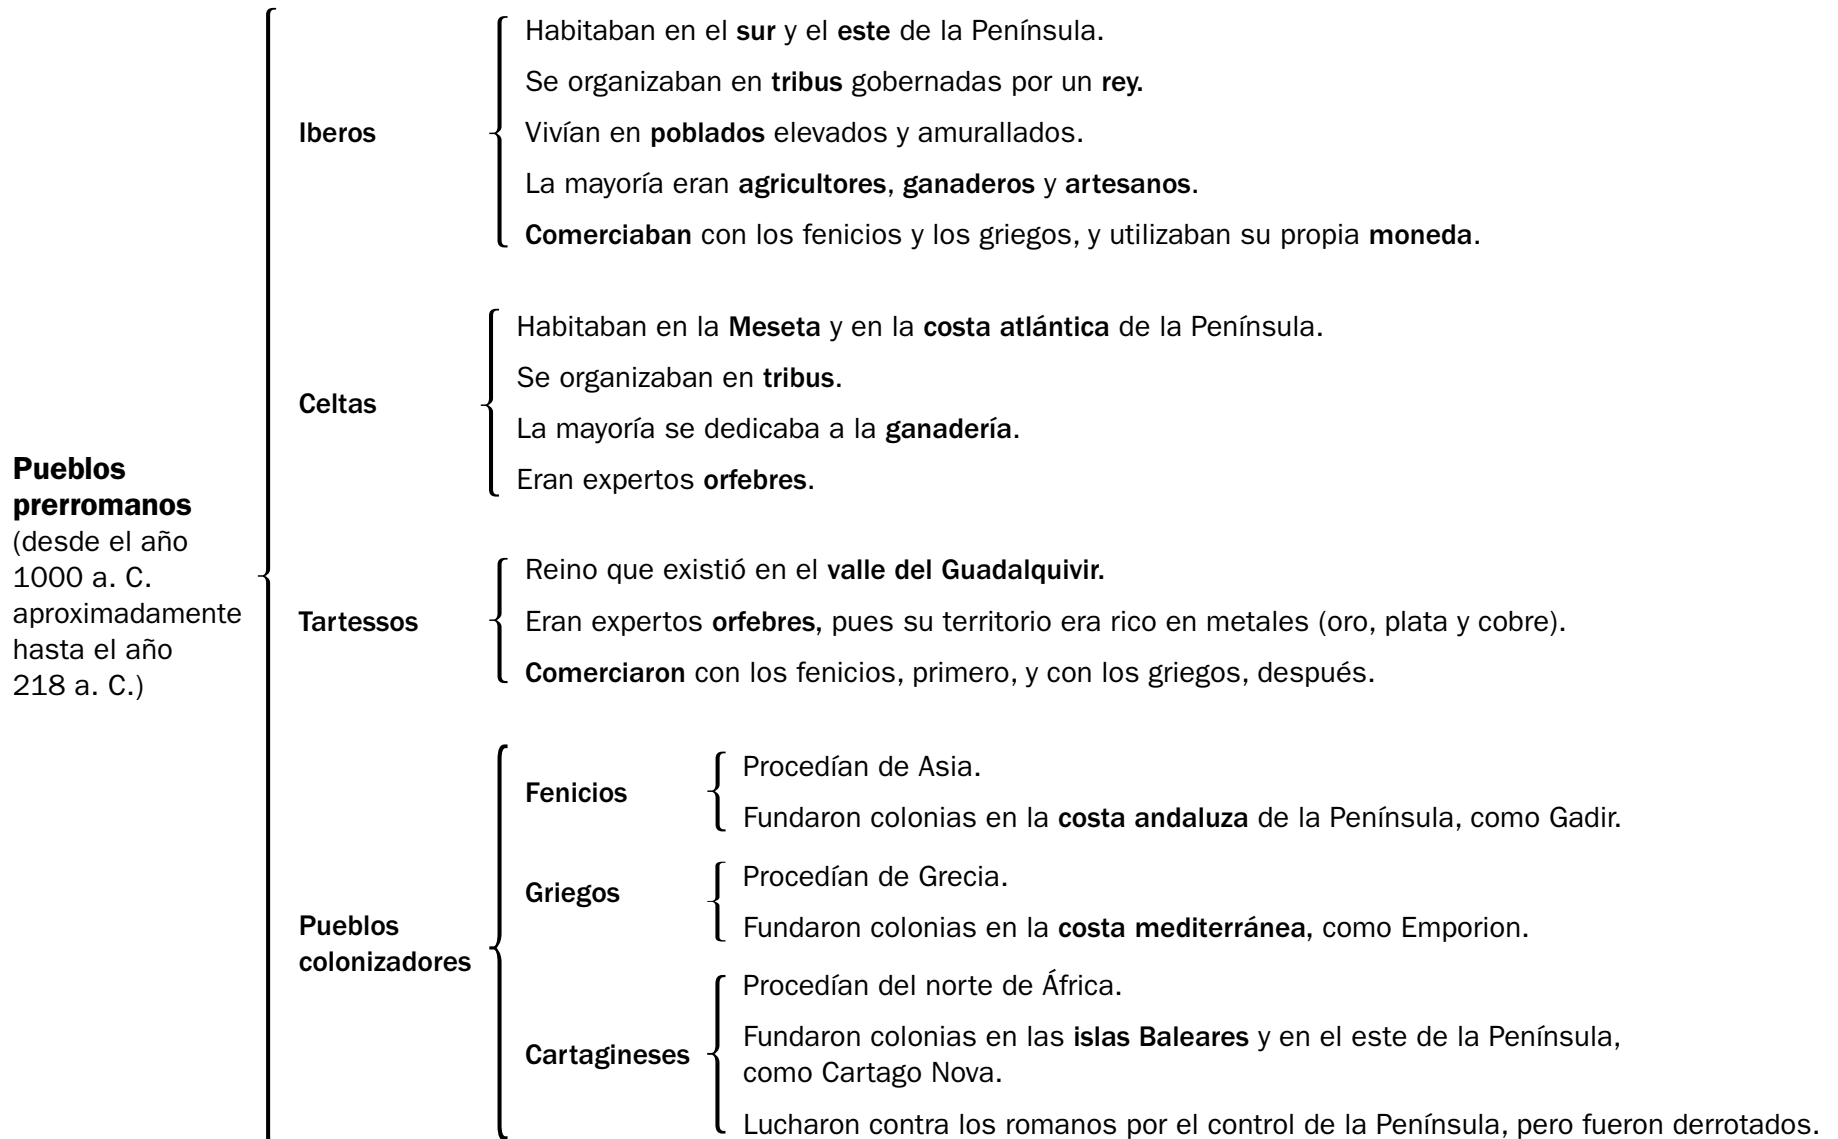 Pueblos
prerromanos
(desde el año
1000 a. C.
aproximadamente
hasta el año
218 a. C.)
Iberos
Habitaban en el sur y el este de la Península.
Se organizaban en tribus gobernadas por un rey.
Vivían en poblados elevados y amurallados.
La mayoría eran agricultores, ganaderos y artesanos.
Comerciaban con los fenicios y los griegos, y utilizaban su propia moneda.
Celtas
Habitaban en la Meseta y en la costa atlántica de la Península.
Se organizaban en tribus.
La mayoría se dedicaba a la ganadería.
Eran expertos orfebres.
Tartessos
Reino que existió en el valle del Guadalquivir.
Eran expertos orfebres, pues su territorio era rico en metales (oro, plata y cobre).
Comerciaron con los fenicios, primero, y con los griegos, después.
Pueblos
colonizadores
Fenicios
Procedían de Asia.
Fundaron colonias en la costa andaluza de la Península, como Gadir.
Griegos
Procedían de Grecia.
Fundaron colonias en la costa mediterránea, como Emporion.
Cartagineses
Procedían del norte de África.
Fundaron colonias en las islas Baleares y en el este de la Península,
como Cartago Nova.
Lucharon contra los romanos por el control de la Península, pero fueron derrotados.